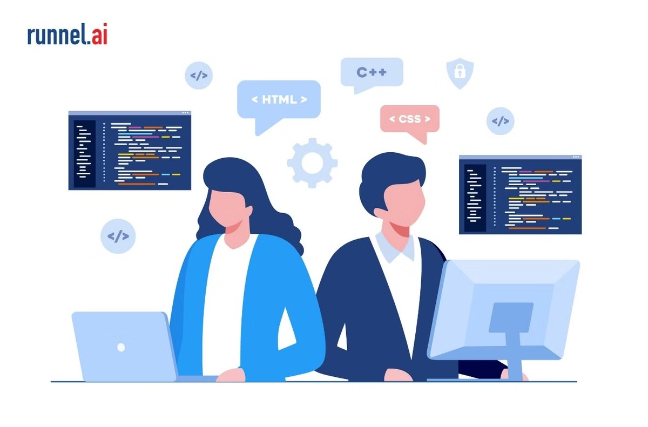 runnel.ai
</>
C++
< HTML >
< CSS >
</>
</>